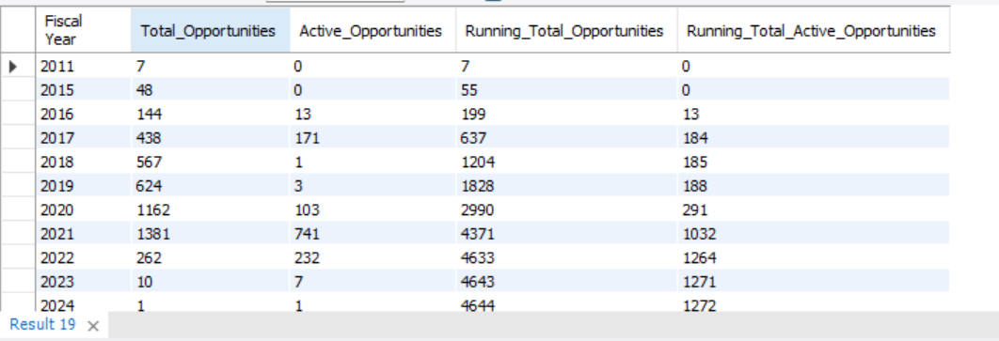 Fiscal Year Total_Opportunities Active_Opportunities Running_Total_Opportunities Running_Total_Active_Opportunities
2011 7 0 7 0
2015 48 0 55 0
2016 144 13 199 13
2017 438 171 637 184
2018 567 1 1204 185
2019 624 3 1828 188
2020 1162 103 2990 291
2021 1381 741 4371 1032
2022 262 232 4633 1264
2023 10 7 4643 1271
2024 1 1 4644 1272
Result 19